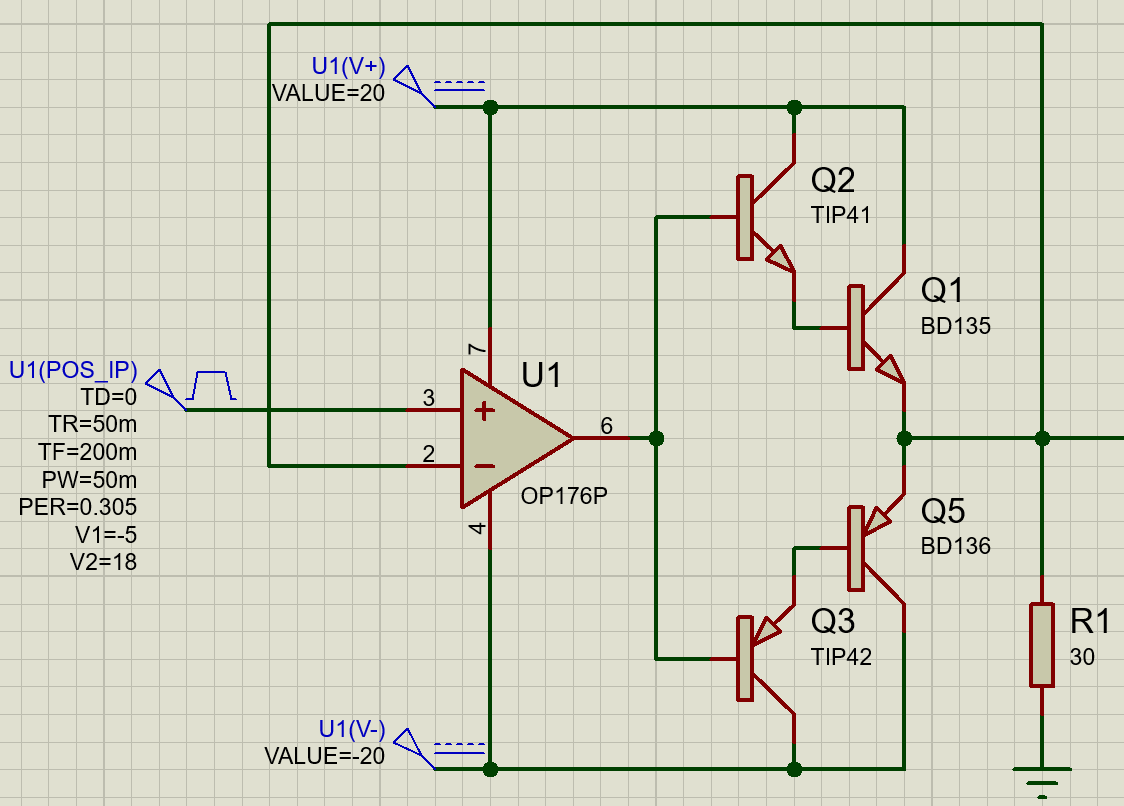 U1(V+)
VALUE=20
Q2
TIP41
Q1
BD135
7
U1
U1(POS_IP)
TD=0
TR=50m
TF=200m
PW=50m
PER=0.305
V1=-5
V2=18
3
+
2
−
6
OP176P
4
Q5
BD136
Q3
TIP42
R1
30
U1(V-)
VALUE=-20